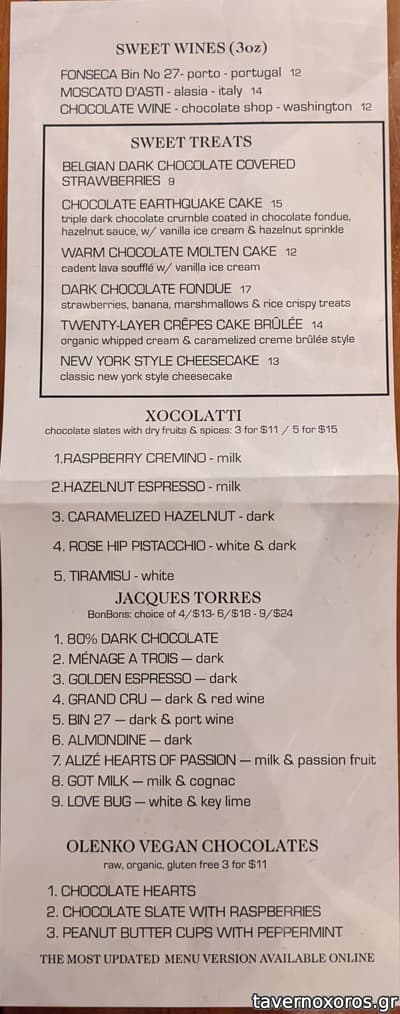 SWEET WINES (3oz)
FONSECA Bin No 27- porto - portugal 12
MOSCATO D'ASTI - alasia - italy 14
CHOCOLATE WINE - chocolate shop - washington 12
SWEET TREATS
BELGIAN DARK CHOCOLATE COVERED
STRAWBERRIES 9
CHOCOLATE EARTHQUAKE CAKE 15
triple dark chocolate crumble coated in chocolate fondue,
hazelnut sauce, w/ vanilla ice cream & hazelnut sprinkle
WARM CHOCOLATE MOLTEN CAKE 12
cadent lava soufflé w/ vanilla ice cream
DARK CHOCOLATE FONDUE 17
strawberries, banana, marshmallows & rice crispy treats
TWENTY-LAYER CRÊPES CAKE BRÛLÉE 14
organic whipped cream & caramelized creme brûlée style
NEW YORK STYLE CHEESECAKE 13
classic new york style cheesecake
XOCOLATTI
chocolate slates with dry fruits & spices: 3 for $11 / 5 for $15
1.RASPBERRY CREMINO - milk
2.HAZELNUT ESPRESSO - milk
3. CARAMELIZED HAZELNUT - dark
4. ROSE HIP PISTACCHIO - white & dark
5. TIRAMISU - white
JACQUES TORRES
BonBons: choice of 4/$13- 6/$18 - 9/$24
1. 80% DARK CHOCOLATE
2. MÉNAGE A TROIS — dark
3. GOLDEN ESPRESSO — dark
4. GRAND CRU — dark & red wine
5. BIN 27 — dark & port wine
6. ALMONDINE — dark
7. ALIZÉ HEARTS OF PASSION — milk & passion fruit
8. GOT MILK — milk & cognac
9. LOVE BUG — white & key lime
OLENKO VEGAN CHOCOLATES
raw, organic, gluten free 3 for $11
1. CHOCOLATE HEARTS
2. CHOCOLATE SLATE WITH RASPBERRIES
3. PEANUT BUTTER CUPS WITH PEPPERMINT
THE MOST UPDATED MENU VERSION AVAILABLE ONLINE
tavernoxoros.gr